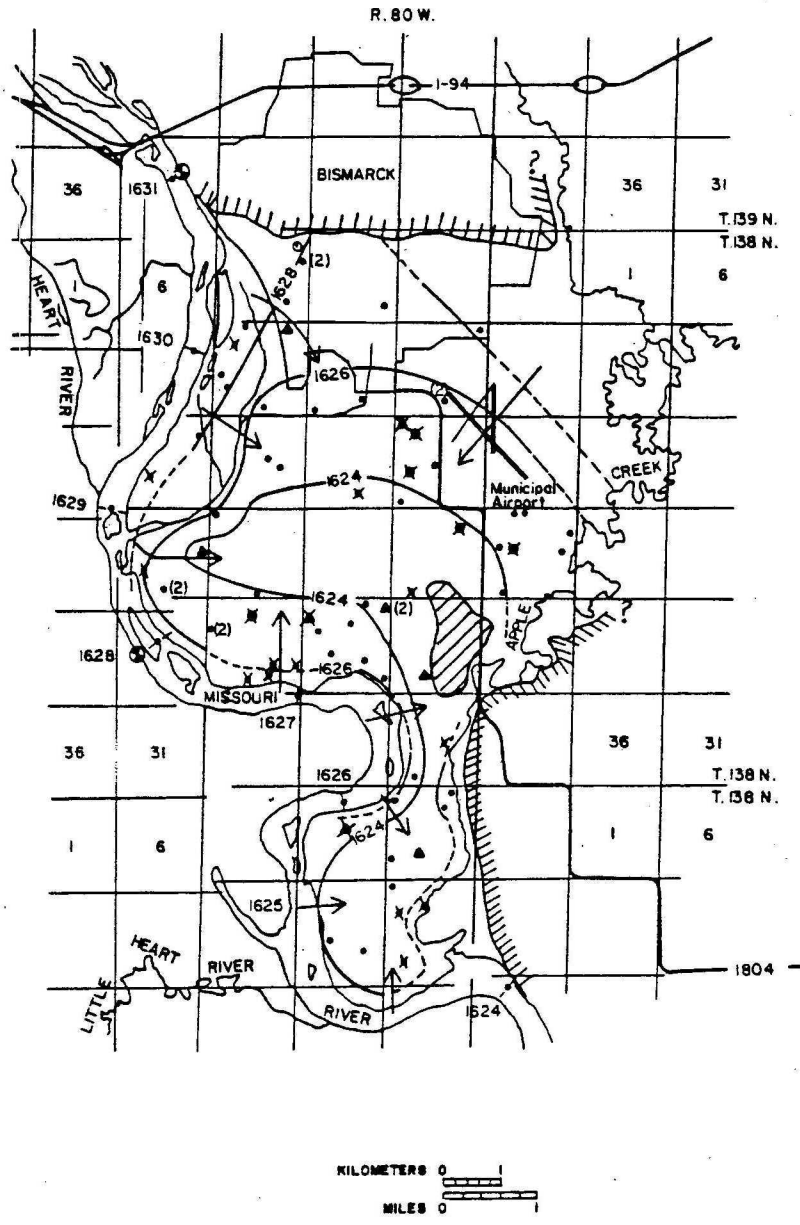 R. 80 W.
I-94
BISMARCK
36
1631
36
31
T. 139 N.
T. 138 N.
1628
(2)
1
6
1
6
HEART
RIVER
1630
1626
CREEK
1624
Municipal
Airport
1629
(2)
1624
(2)
(2)
APPLE
?
1628
1626
MISSOURI
1627
36
31
36
31
1626
T. 138 N.
T. 138 N.
1624
1
6
1
6
1625
HEART
RIVER
LITTLE
1804
RIVER
1624
KILOMETERS 0 1
MILES 0 1